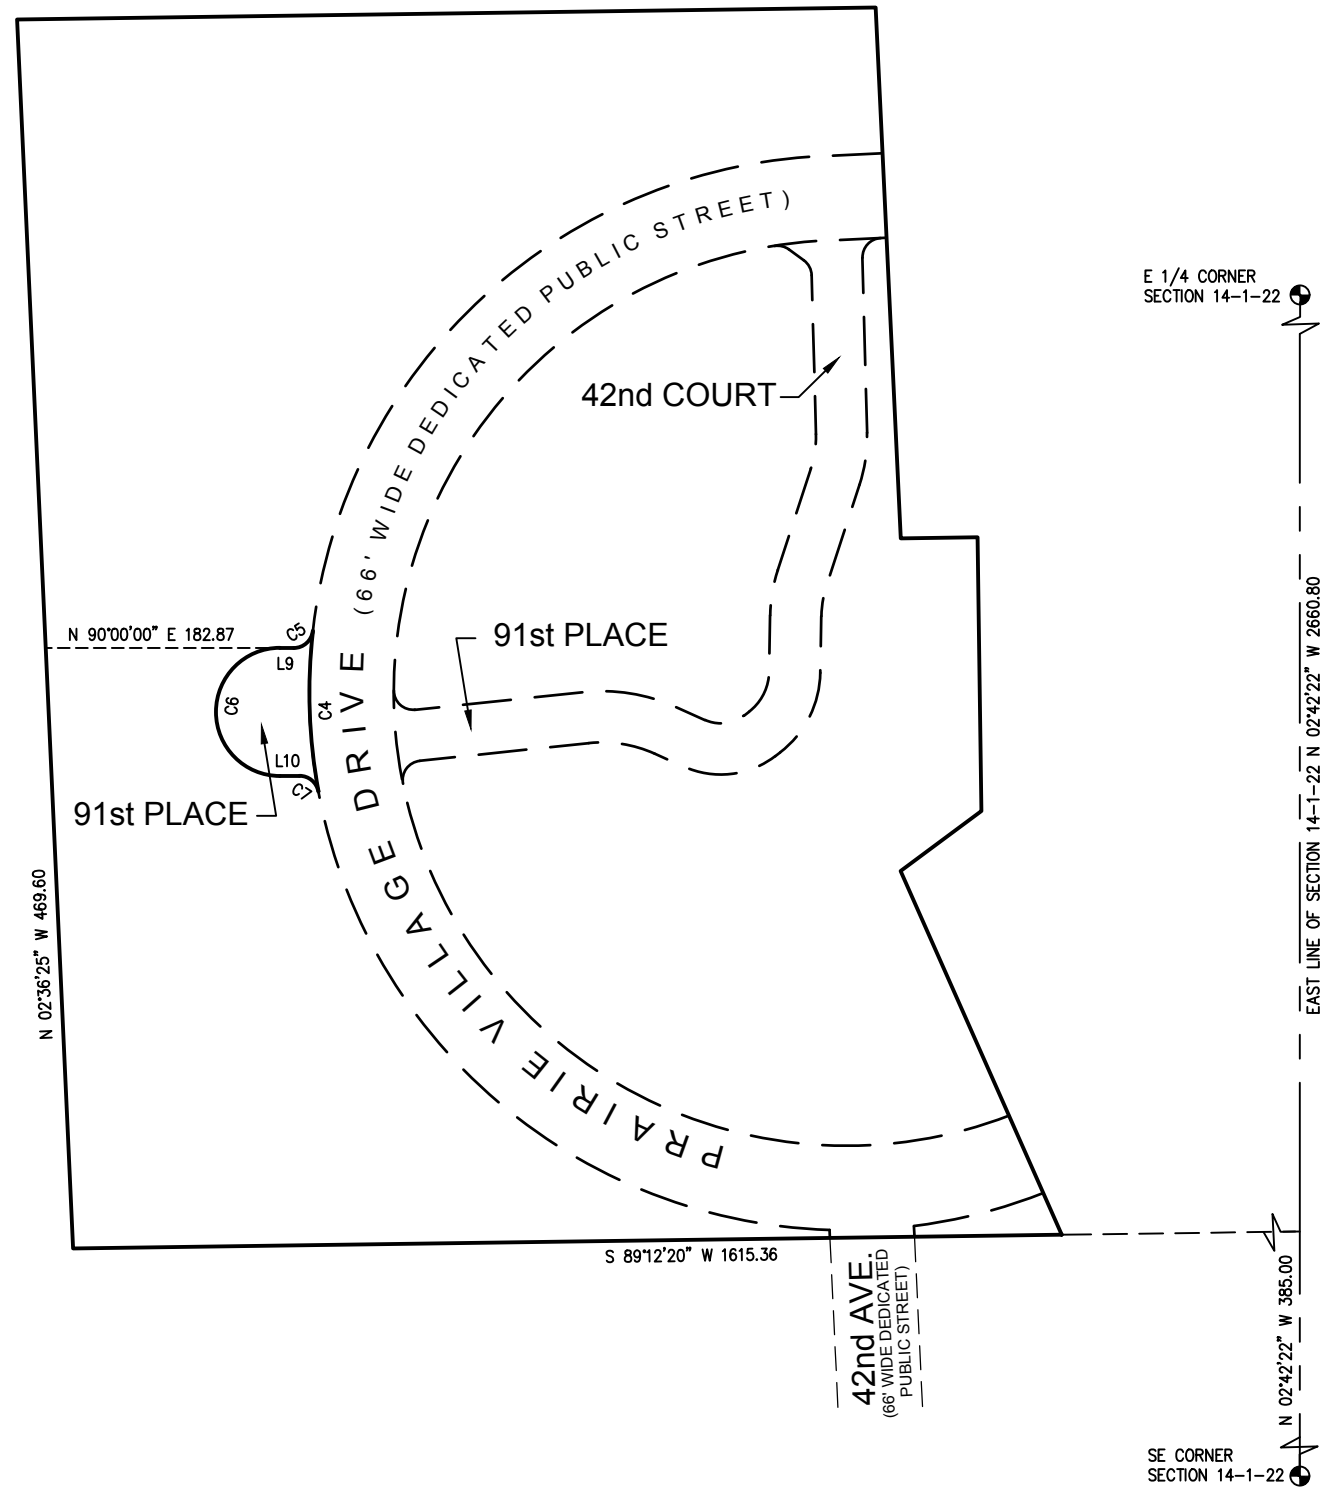 (66' WIDE DEDICATED PUBLIC STREET)
E 1/4 CORNER
SECTION 14-1-22
42nd COURT
N 90°00'00" E 182.87
C5
L9
91st PLACE
C6
C4
L10
C7
91st PLACE
PRAIRIE VILLAGE DRIVE
EAST LINE OF SECTION 14-1-22 N 02°42'22" W 2660.80
N 02°36'25" W 469.60
S 89°12'20" W 1615.36
42nd AVE.
(66' WIDE DEDICATED
PUBLIC STREET)
N 02°42'22" W 385.00
SE CORNER
SECTION 14-1-22